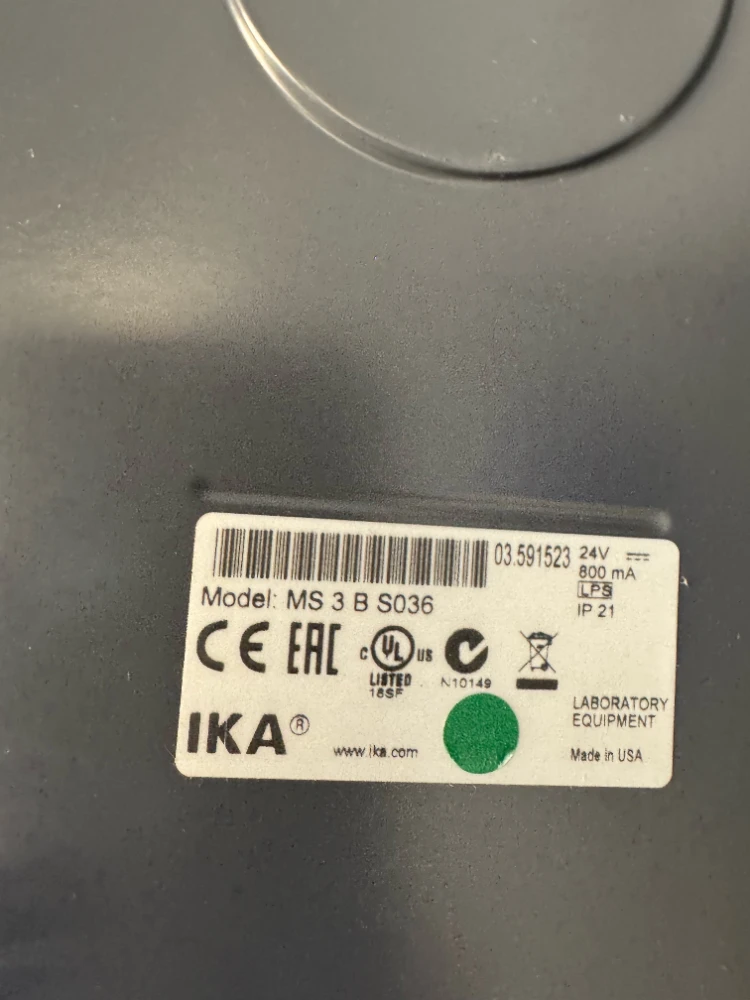 03.591523
24V
800 mA
LPS
IP 21
Model: MS 3 B S036
CE EAC
C UL US
LISTED
18SF
N10149
LABORATORY
EQUIPMENT
IKA®
www.ika.com
Made in USA